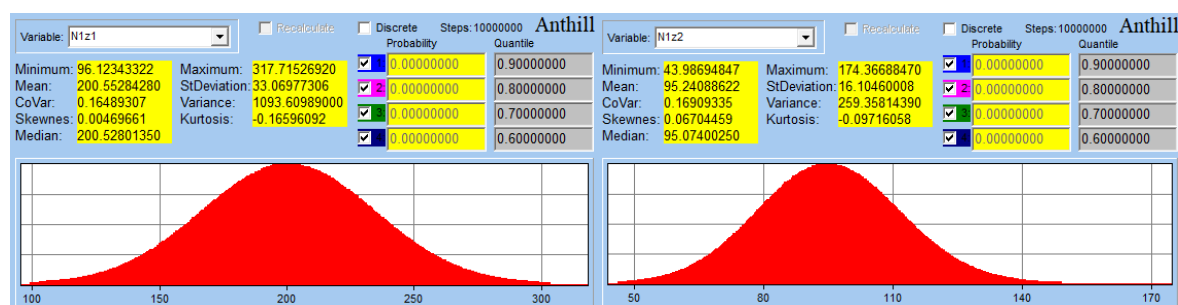 Variable: N1z1 Recalculate Discrete Steps:10000000 Anthill
Probability Quantile
Minimum: 96.12343322 Maximum: 317.71526920 1 0.00000000 0.90000000
Mean: 200.55284280 StDeviation: 33.06977306 2 0.00000000 0.80000000
CoVar: 0.16489307 Variance: 1093.60989000 3 0.00000000 0.70000000
Skewnes: 0.00469661 Kurtosis: -0.16596092 0.00000000 0.60000000
Median: 200.52801350
100 150 200 250 300
Variable: N1z2 Recalculate Discrete Steps:10000000 Anthill
Probability Quantile
Minimum: 43.98694847 Maximum: 174.36688470 0.00000000 0.90000000
Mean: 95.24088622 StDeviation: 16.10460008 2 0.00000000 0.80000000
CoVar: 0.16909335 Variance: 259.35814390 3 0.00000000 0.70000000
Skewnes: 0.06704459 Kurtosis: -0.09716058 0.00000000 0.60000000
Median: 95.07400250
50 80 110 140 170